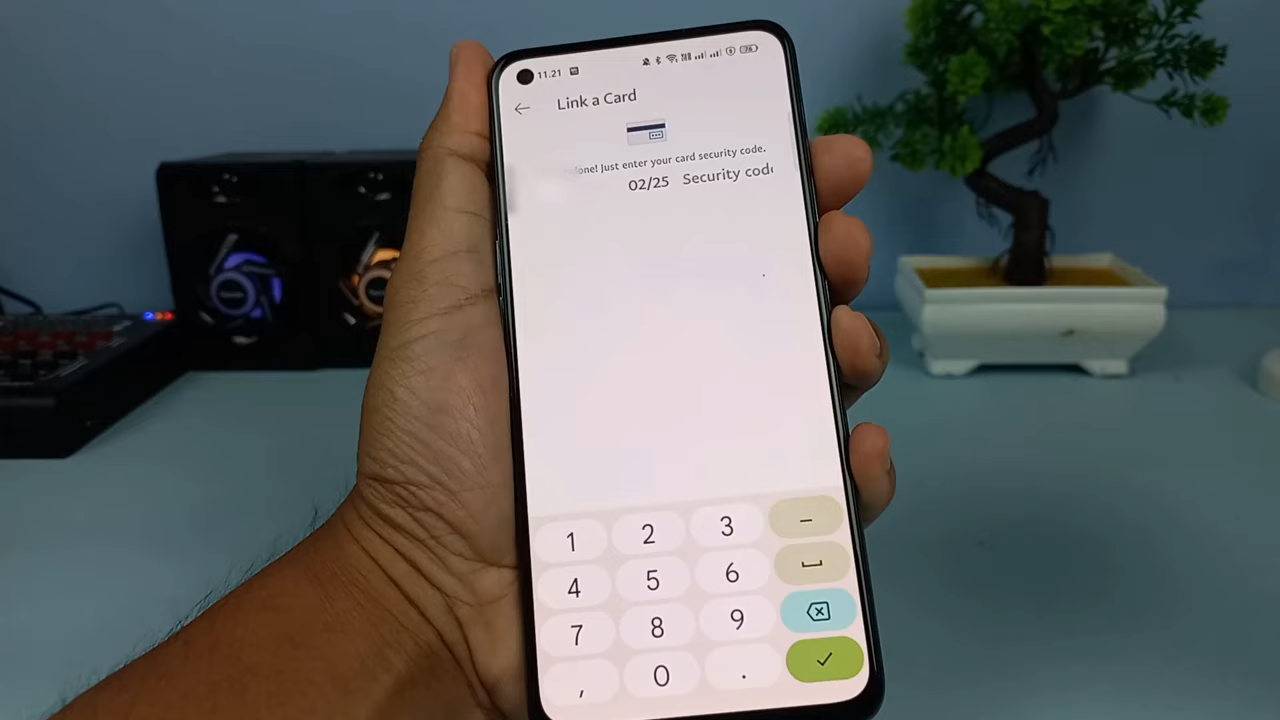 11.21
Link a Card
one! Just enter your card security code.
02/25 Security cod
1 2 3 –
4 5 6
7 8 9
, 0 .